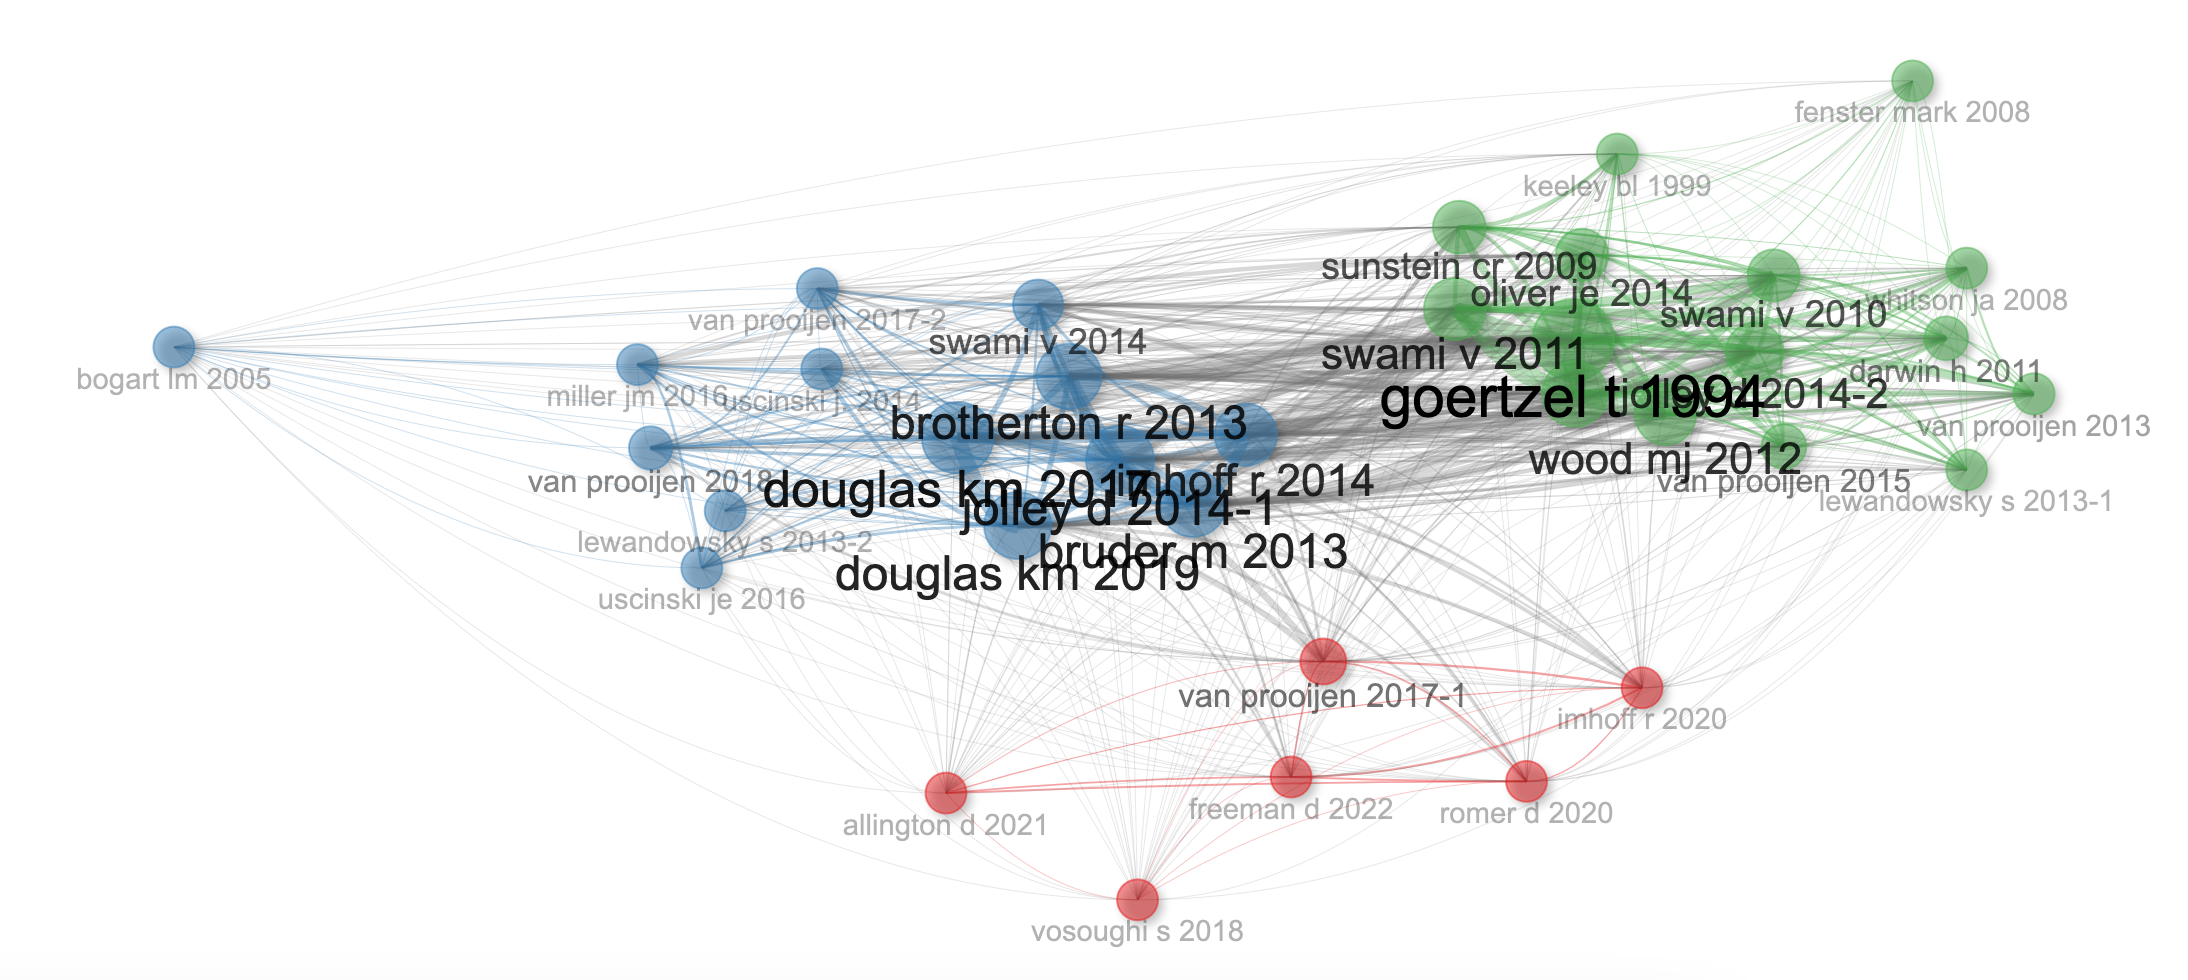 fenster mark 2008
keeley bl 1999
sunstein cr 2009
oliver je 2014
whitson ja 2008
swami v 2010
van prooijen 2017-2
swami v 2014
swami v 2011
darwin h 2011
bogart lm 2005
miller jm 2016
uscinski j. 2014
goertzel t 1994
jolley d 2014-2
brotherton r 2013
van prooijen 2013
wood mj 2012
van prooijen 2018
douglas km 2017
imhoff r 2014
van prooijen 2015
lewandowsky s 2013-1
jolley d 2014-1
lewandowsky s 2013-2
bruder m 2013
douglas km 2019
uscinski je 2016
van prooijen 2017-1
imhoff r 2020
freeman d 2022
romer d 2020
allington d 2021
vosoughi s 2018